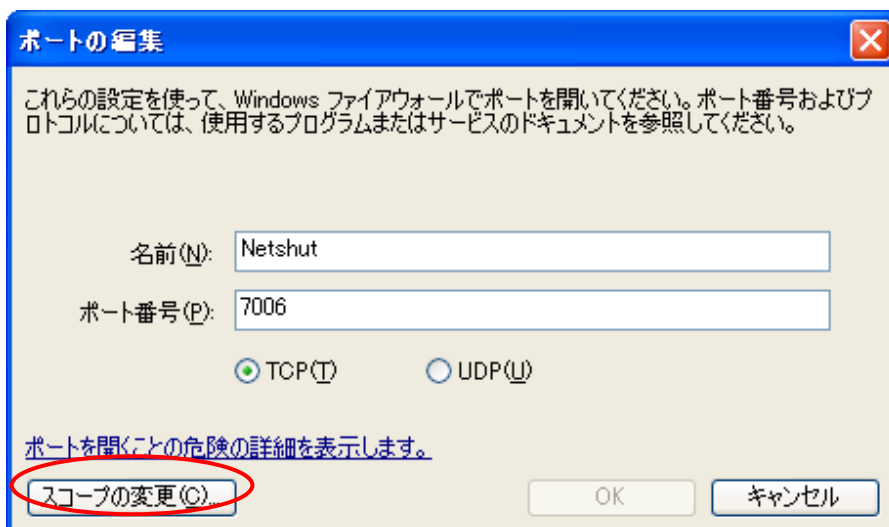 ポートの編集
これらの設定を使って、Windows ファイアウォールでポートを開いてください。ポート番号およびプ
ロトコルについては、使用するプログラムまたはサービスのドキュメントを参照してください。
名前(N): Netshut
ポート番号(P): 7006
TCP(T) UDP(U)
ポートを開くことの危険の詳細を表示します。
スコープの変更(C)... OK キャンセル